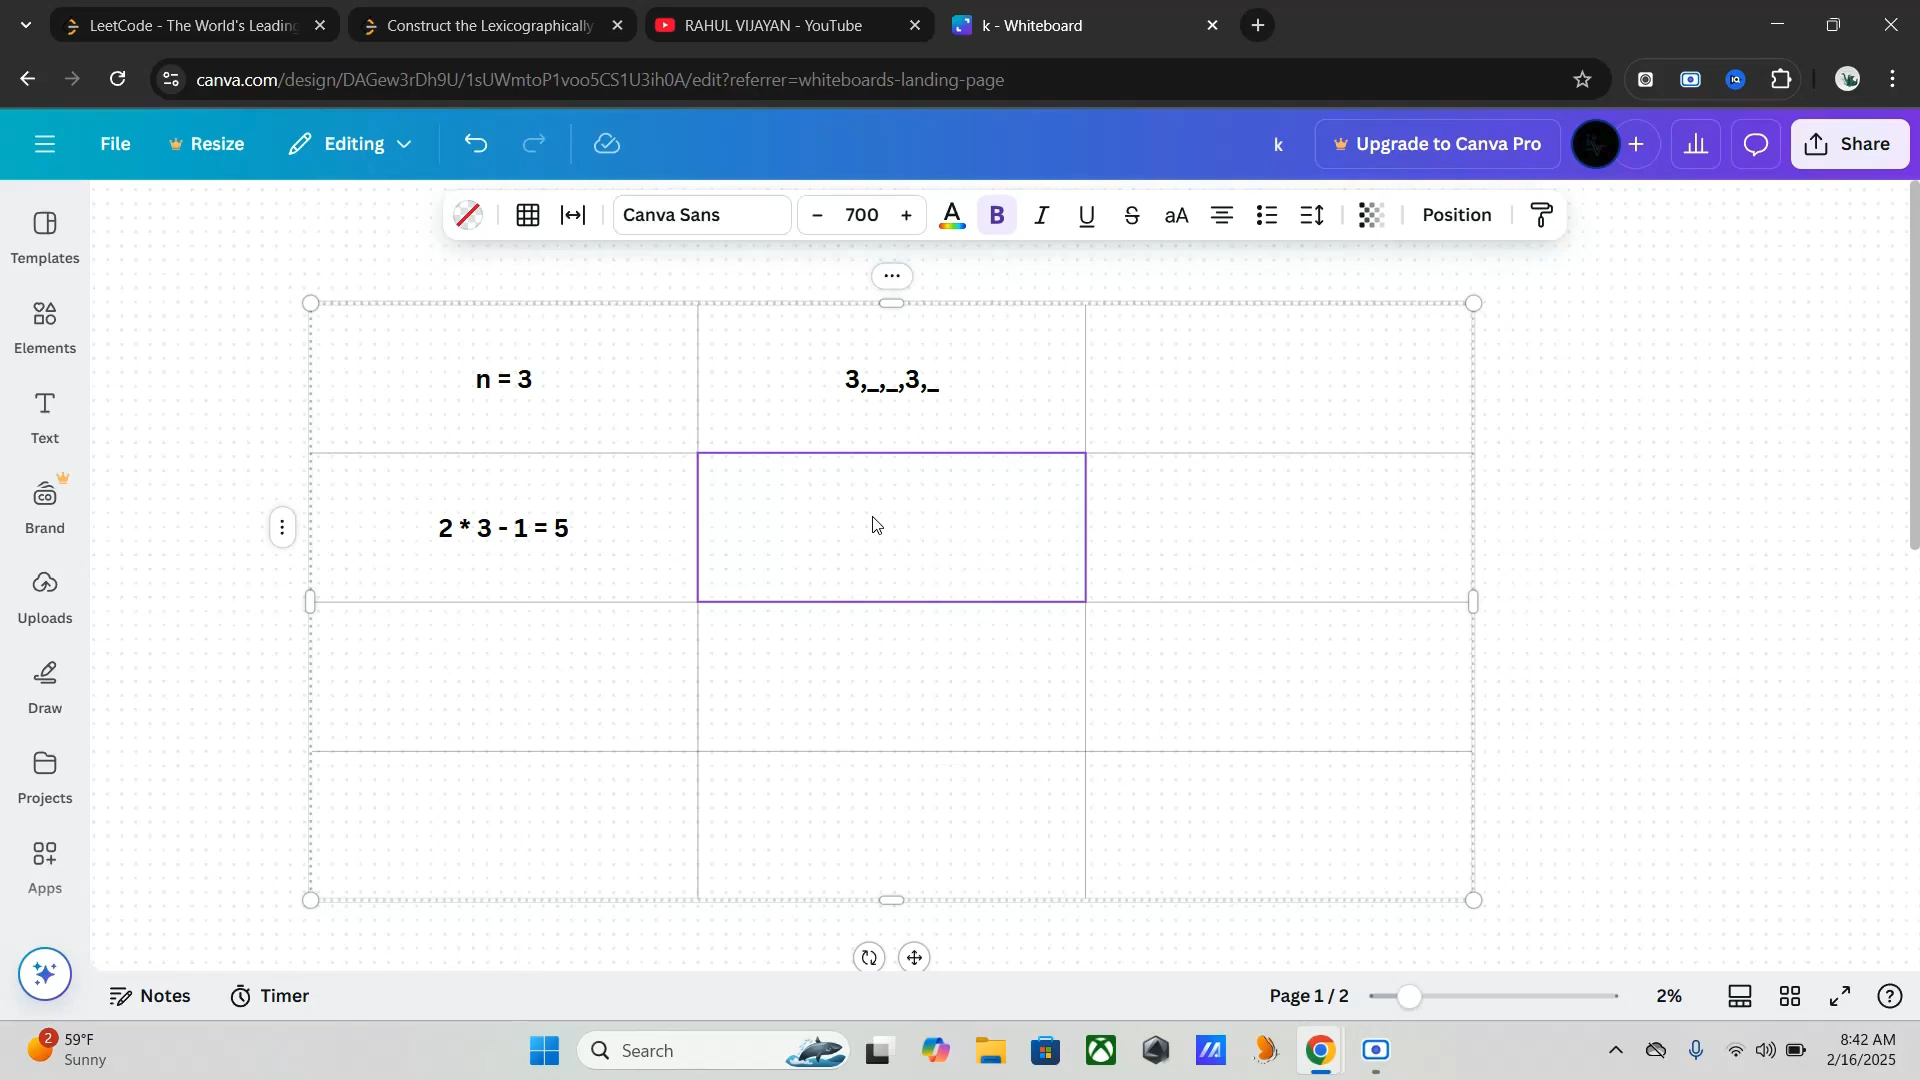 LeetCode - The World's Leading
Construct the Lexicographically
RAHUL VIJAYAN - YouTube
k - Whiteboard
canva.com/design/DAGew3rDh9U/1sUWmtoP1voo5CS1U3ih0A/edit?referrer=whiteboards-landing-page
File
Resize
Editing
k
Upgrade to Canva Pro
Share
Canva Sans
- 700 +
A
B
I
U
S
aA
Position
Templates
Elements
Text
Brand
Uploads
Draw
Projects
Apps
n = 3
3,_,_,3,_
2 * 3 - 1 = 5
Notes
Timer
Page 1 / 2
2%
2
59°F
Sunny
Search
8:42 AM
2/16/2025